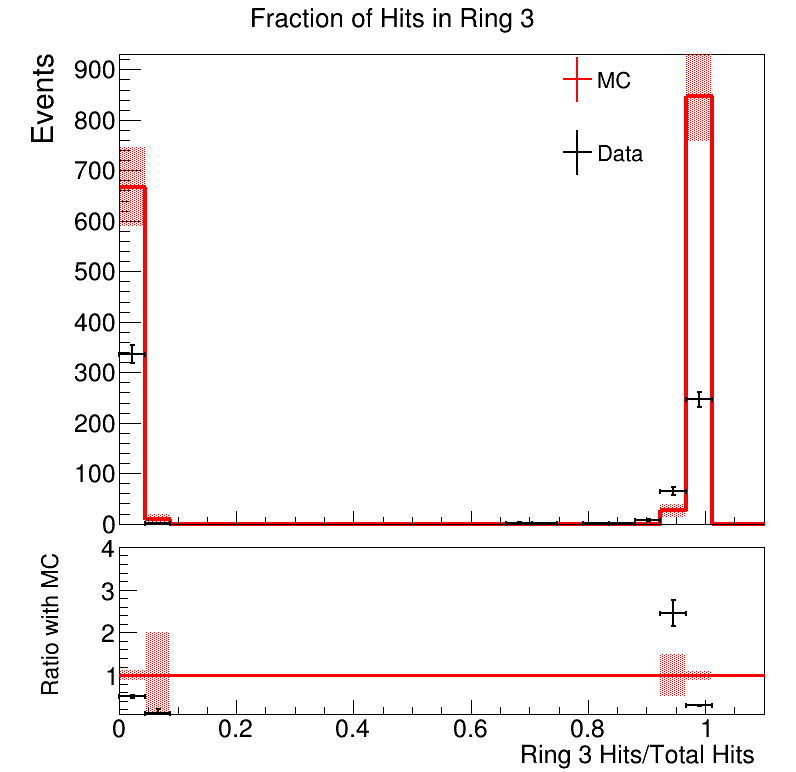 Fraction of Hits in Ring 3
Events
900
800
700
600
500
400
300
200
100
0
MC
Data
Ratio with MC
4
3
2
1
0 0.2 0.4 0.6 0.8 1
Ring 3 Hits/Total Hits